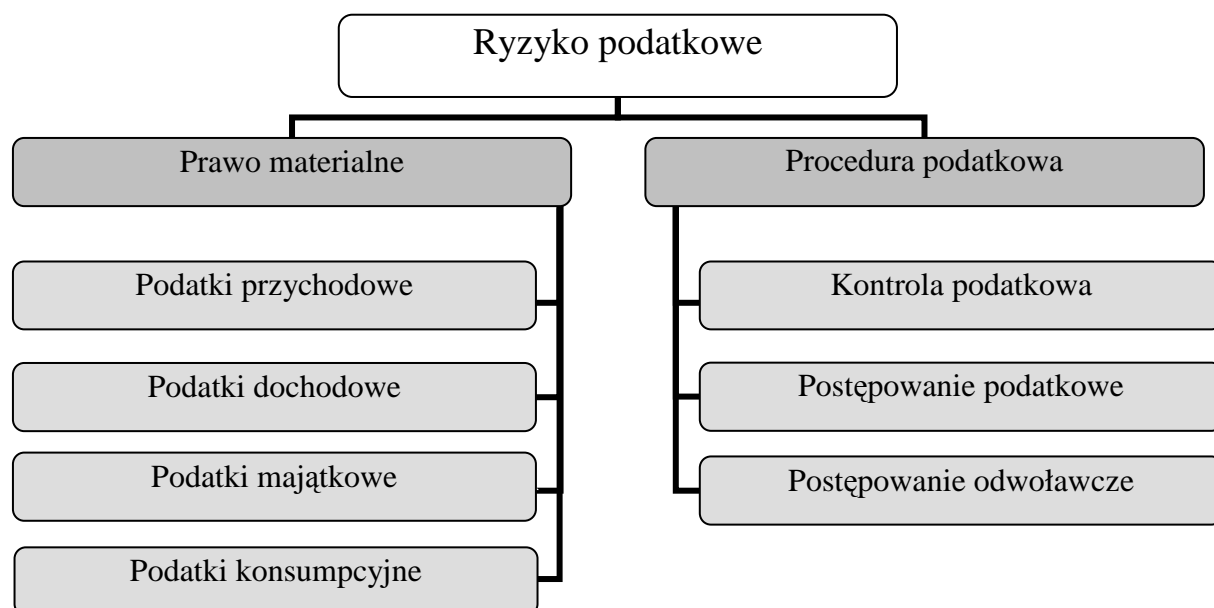 Ryzyko podatkowe
Prawo materialne
Podatki przychodowe
Podatki dochodowe
Podatki majątkowe
Podatki konsumpcyjne
Procedura podatkowa
Kontrola podatkowa
Postępowanie podatkowe
Postępowanie odwoławcze